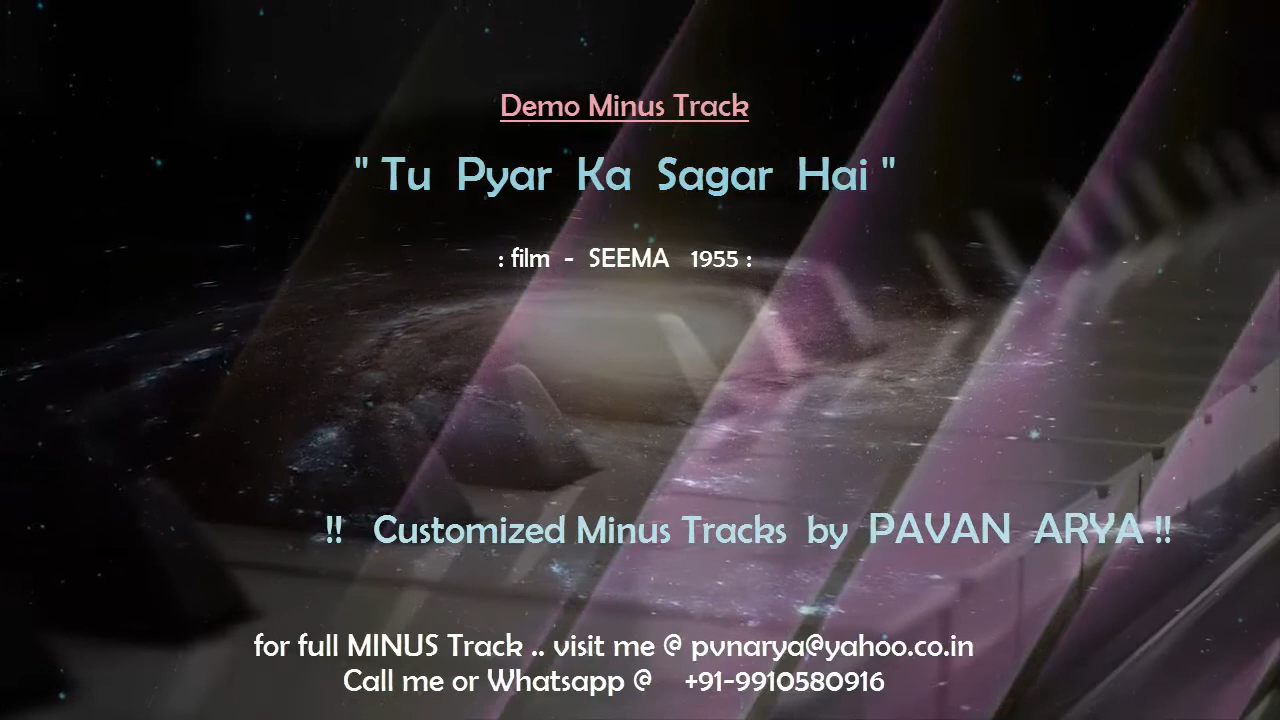 Demo Minus Track
" Tu Pyar Ka Sagar Hai "
: film - SEEMA 1955 :
!! Customized Minus Tracks by PAVAN ARYA !!
for full MINUS Track .. visit me @ pvnarya@yahoo.co.in
Call me or Whatsapp @ +91-9910580916